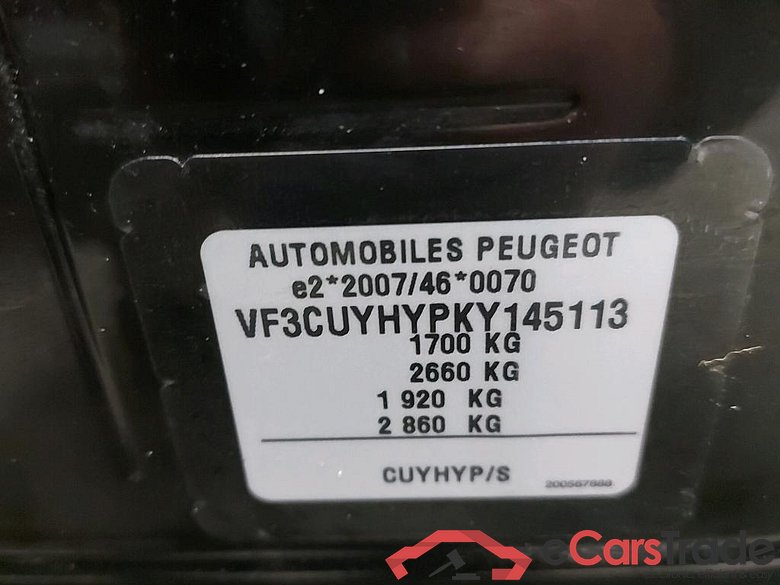 AUTOMOBILES PEUGEOT
e2*2007/46*0070
VF3CUYHYPKY145113
1700 KG
2660 KG
1 920 KG
2 860 KG
CUYHYP/S
eCarsTrade